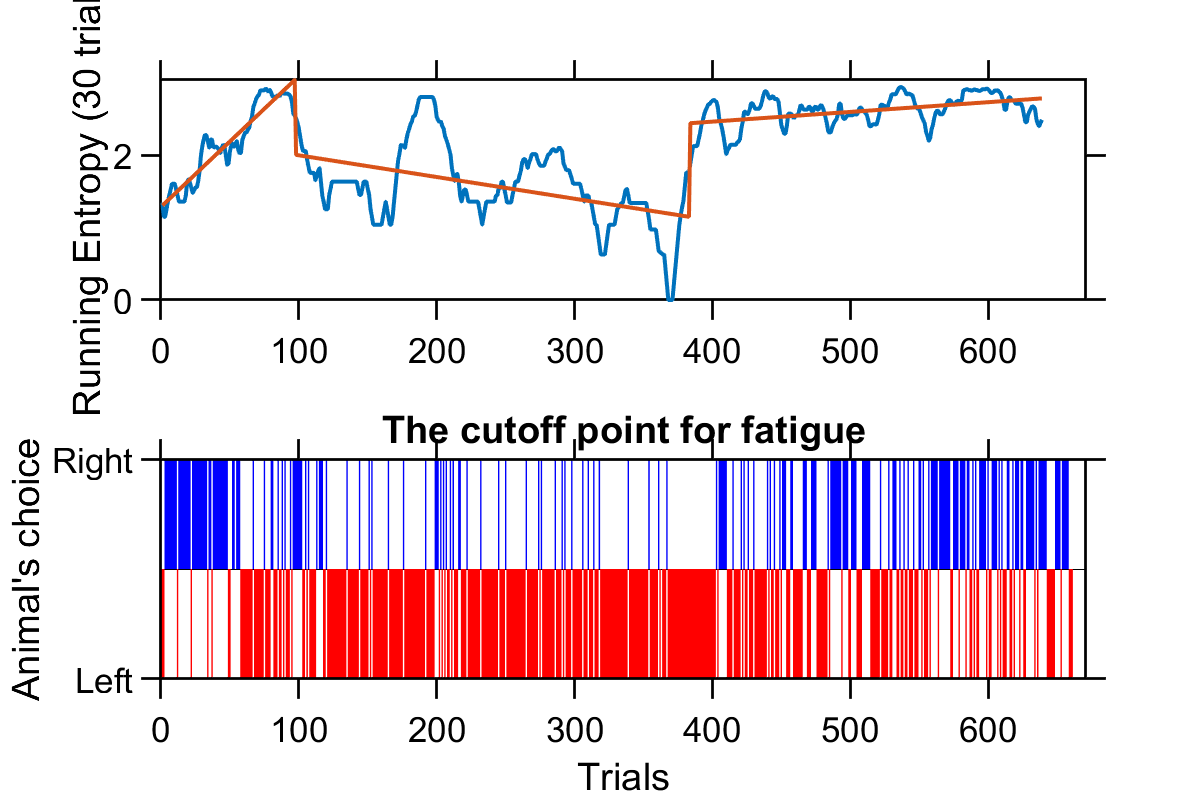 Running Entropy (30 trial
2
0
0 100 200 300 400 500 600
The cutoff point for fatigue
Animal's choice
Right
Left
0 100 200 300 400 500 600
Trials